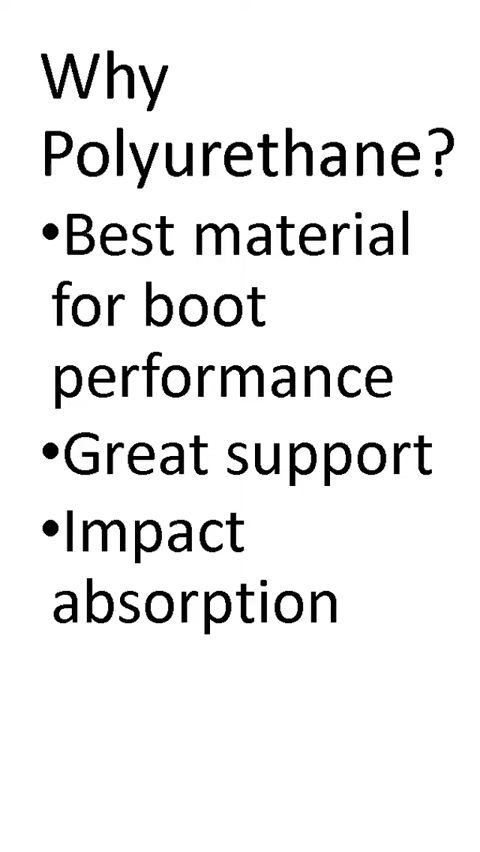 Why
Polyurethane?
•Best material
for boot
performance
•Great support
•Impact
absorption